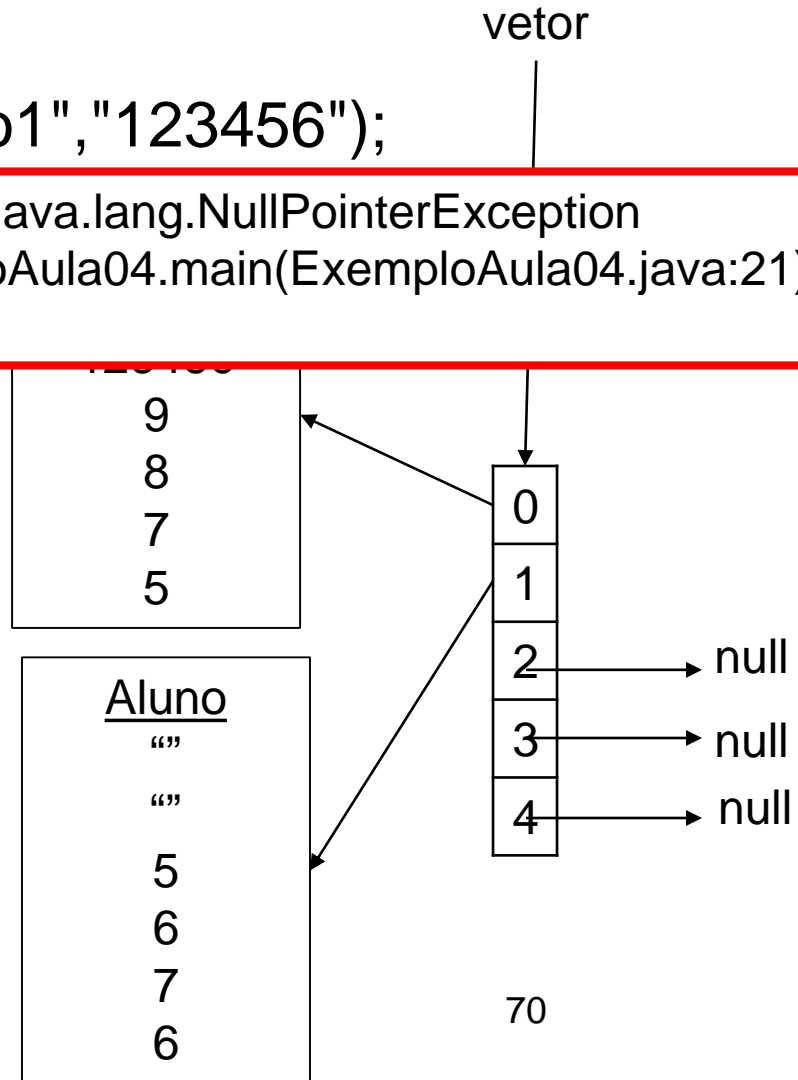 vetor
o1","123456");
java.lang.NullPointerException
oAula04.main(ExemploAula04.java:21)
9
8
7
5
0
1
2
3
4
null
null
null
Aluno
“”
“”
5
6
7
6
70